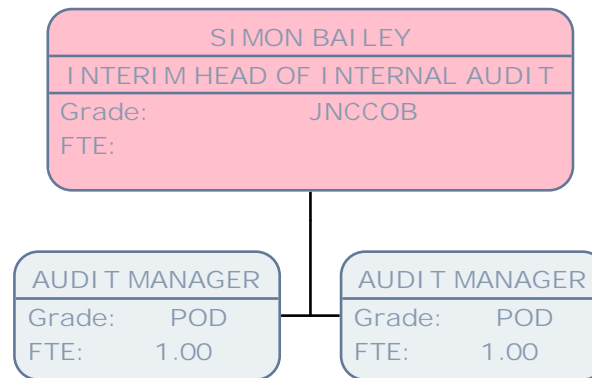 SIMON BAILEY
INTERIM HEAD OF INTERNAL AUDIT
Grade: JNCCOB
FTE:
AUDIT MANAGER
Grade: POD
FTE: 1.00
AUDIT MANAGER
Grade: POD
FTE: 1.00